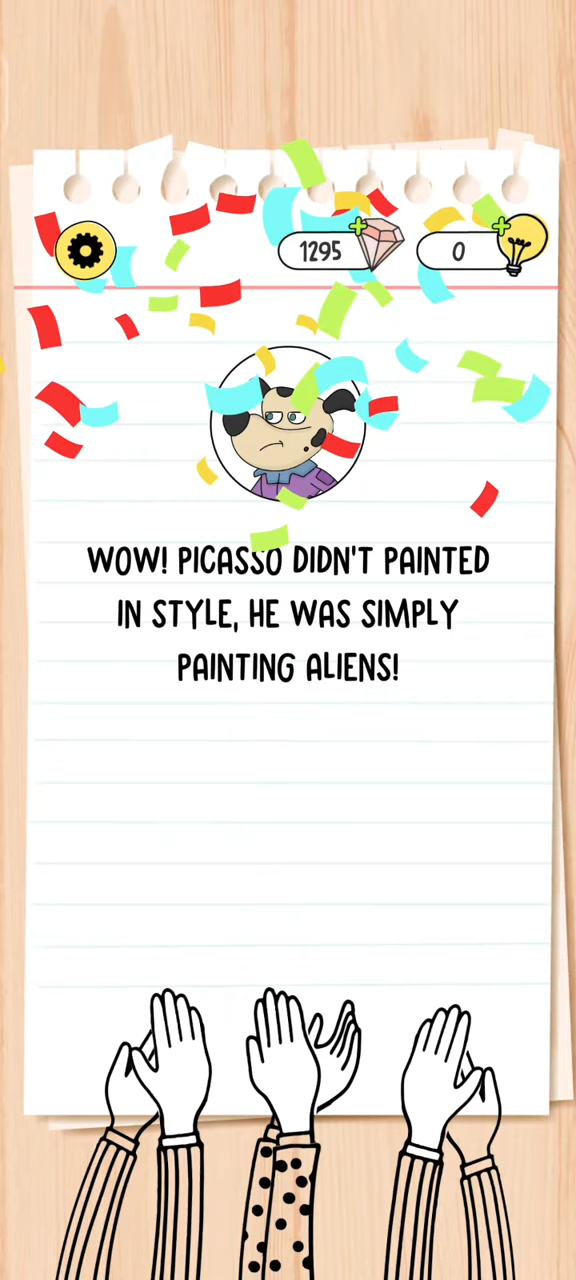 1295
0
WOW! PICASSO DIDN'T PAINTED
IN STYLE, HE WAS SIMPLY
PAINTING ALIENS!